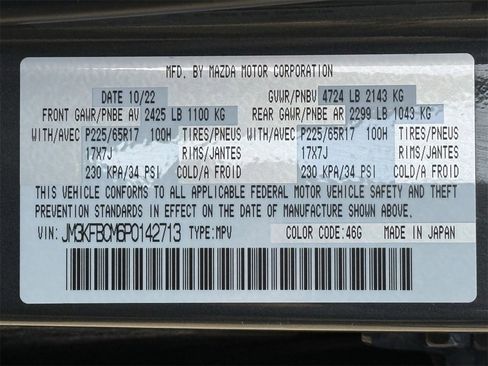 MFD. BY MAZDA MOTOR CORPORATION
DATE 10/22 GVWR/PNBV 4724 LB 2143 KG
FRONT GAWR/PNBE AV 2425 LB 1100 KG REAR GAWR/PNBE AR 2299 LB 1043 KG
WITH/AVEC P225/65R17 100H TIRES/PNEUS WITH/AVEC P225/65R17 100H TIRES/PNEUS
17X7J RIMS/JANTES 17X7J RIMS/JANTES
230 KPA/34 PSI COLD/A FROID 230 KPA/34 PSI COLD/A FROID
THIS VEHICLE CONFORMS TO ALL APPLICABLE FEDERAL MOTOR VEHICLE SAFETY AND THEFT
PREVENTION STANDARDS IN EFFECT ON THE DATE OF MANUFACTURE SHOWN ABOVE.
VIN: JM3KFBCM6P0142713 TYPE: MPV COLOR CODE: 46G MADE IN JAPAN